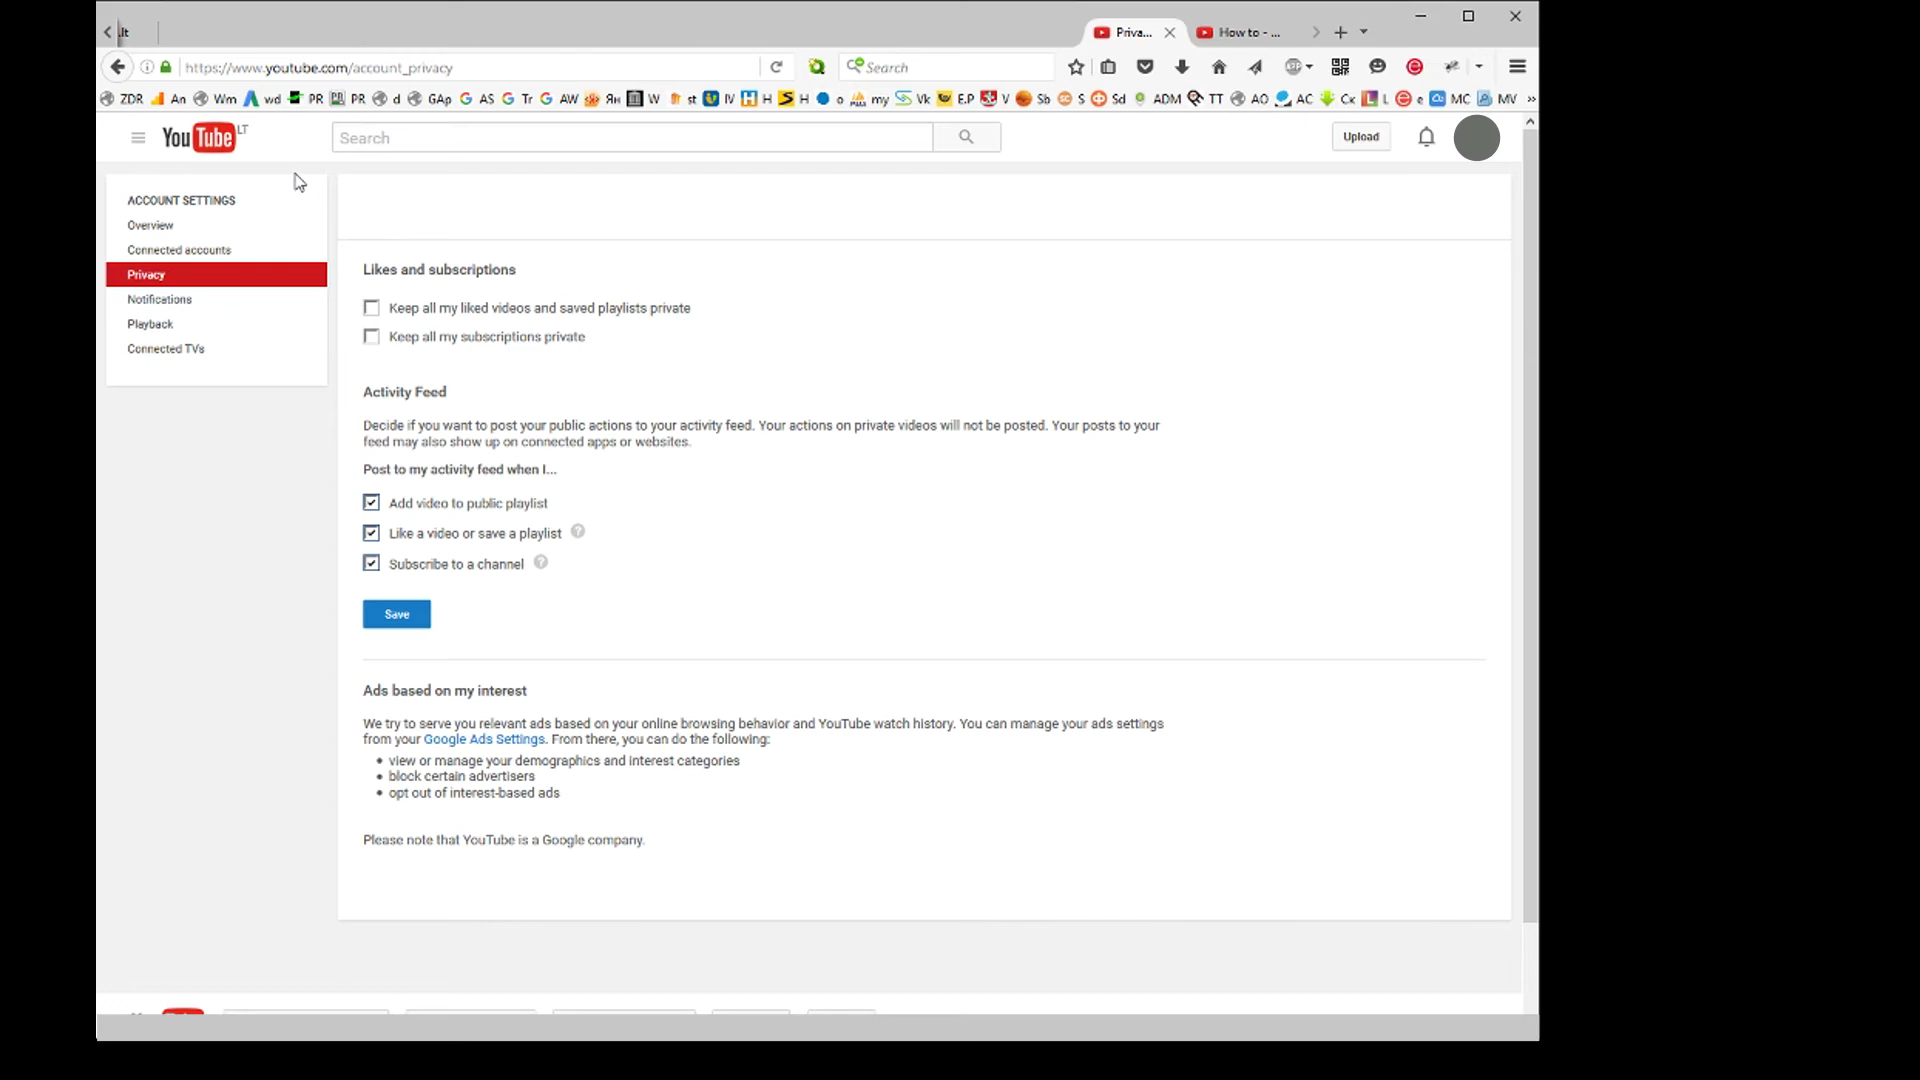 .lt
Priva...
How to - ...
https://www.youtube.com/account_privacy
Search
ZDR An Wm wd PR PR d GAp AS Tr AW Ян W st IV H H o my Vk E.P V Sb S Sd ADM TT AO AC Cx L e MC MV »
YouTube LT
Search
Upload
ACCOUNT SETTINGS
Overview
Connected accounts
Privacy
Notifications
Playback
Connected TVs
Likes and subscriptions
Keep all my liked videos and saved playlists private
Keep all my subscriptions private
Activity Feed
Decide if you want to post your public actions to your activity feed. Your actions on private videos will not be posted. Your posts to your
feed may also show up on connected apps or websites.
Post to my activity feed when I...
Add video to public playlist
Like a video or save a playlist ?
Subscribe to a channel ?
Save
Ads based on my interest
We try to serve you relevant ads based on your online browsing behavior and YouTube watch history. You can manage your ads settings
from your Google Ads Settings. From there, you can do the following:
• view or manage your demographics and interest categories
• block certain advertisers
• opt out of interest-based ads
Please note that YouTube is a Google company.